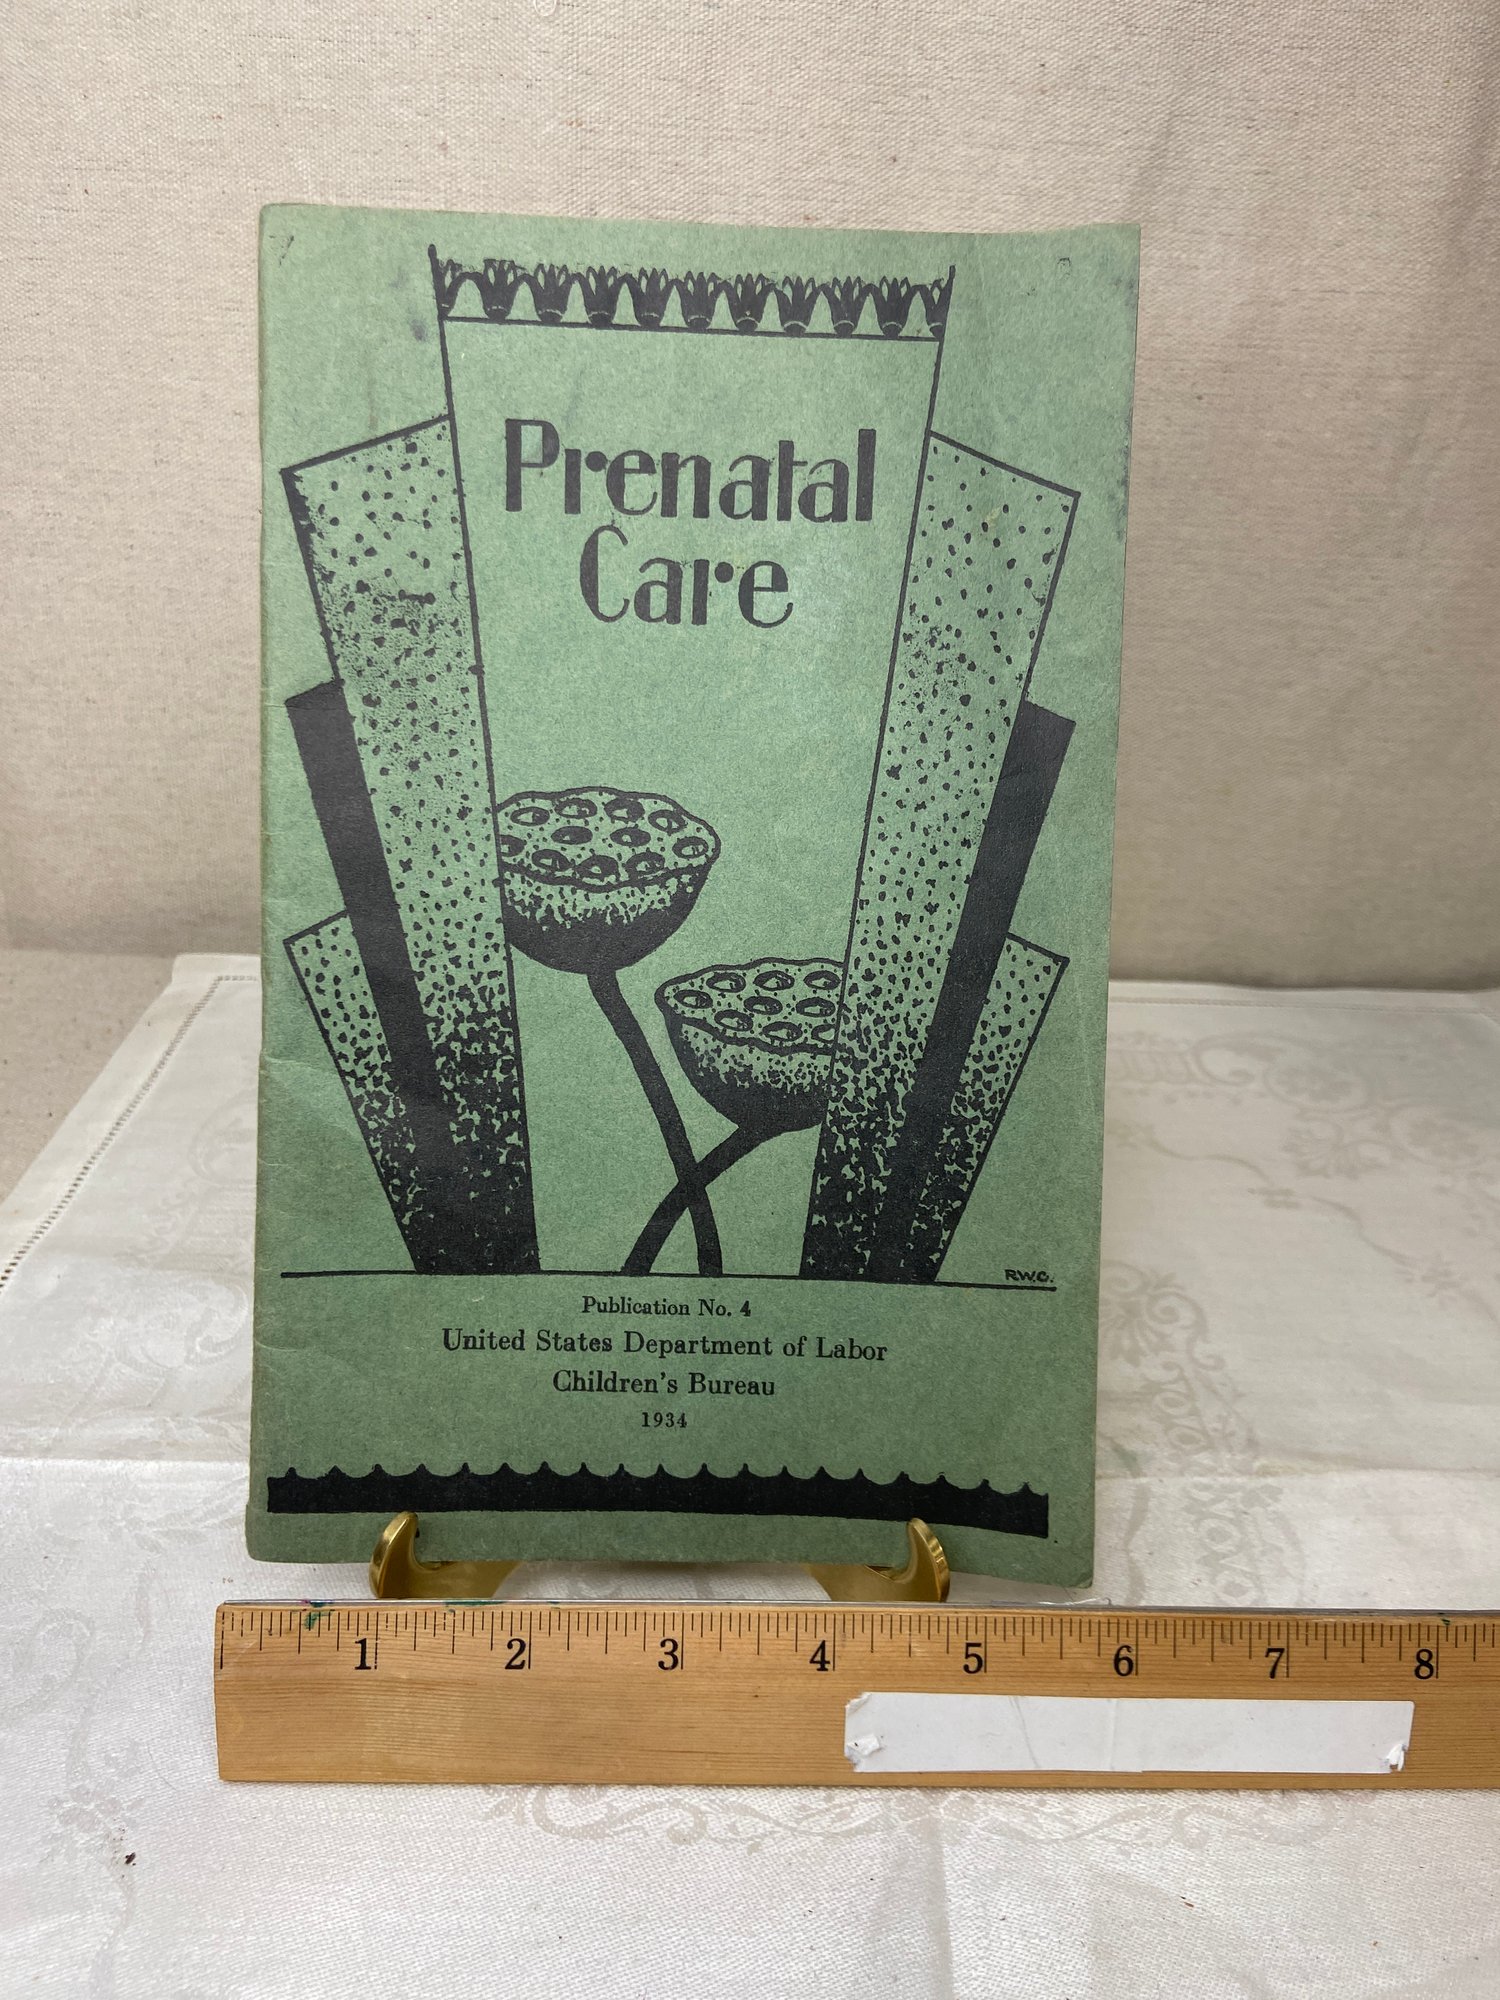 Prenatal
Care
R.W.C.
Publication No. 4
United States Department of Labor
Children's Bureau
1934
1 2 3 4 5 6 7 8